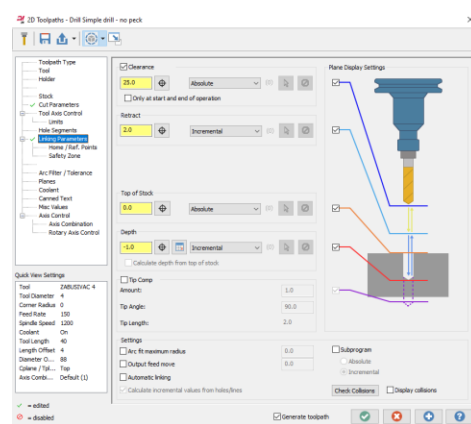 2D Toolpaths - Drill Simple drill - no peck
Toolpath Type
Tool
Holder
Stock
Cut Parameters
Tool Axis Control
Limits
Hole Segments
Linking Parameters
Home / Ref. Points
Safety Zone
Arc Filter / Tolerance
Planes
Coolant
Canned Text
Misc Values
Axis Control
Axis Combination
Rotary Axis Control
Quick View Settings
Tool ZABUSIVAC 4
Tool Diameter 4
Corner Radius 0
Feed Rate 150
Spindle Speed 1200
Coolant On
Tool Length 40
Length Offset 4
Diameter O... 88
Cplane / Tpl... Top
Axis Combi... Default (1)
= edited
= disabled
Clearance
25.0 Absolute
Only at start and end of operation
Retract
2.0 Incremental
Top of Stock
0.0 Absolute
Depth
-1.0 Incremental
Calculate depth from top of stock
Tip Comp
Amount: 1.0
Tip Angle: 90.0
Tip Length: 2.0
Settings
Arc fit maximum radius 0.0
Output feed move 0.0
Automatic linking
Calculate incremental values from holes/lines
Plane Display Settings
Subprogram
Absolute
Incremental
Check Collisions Display collisions
Generate toolpath